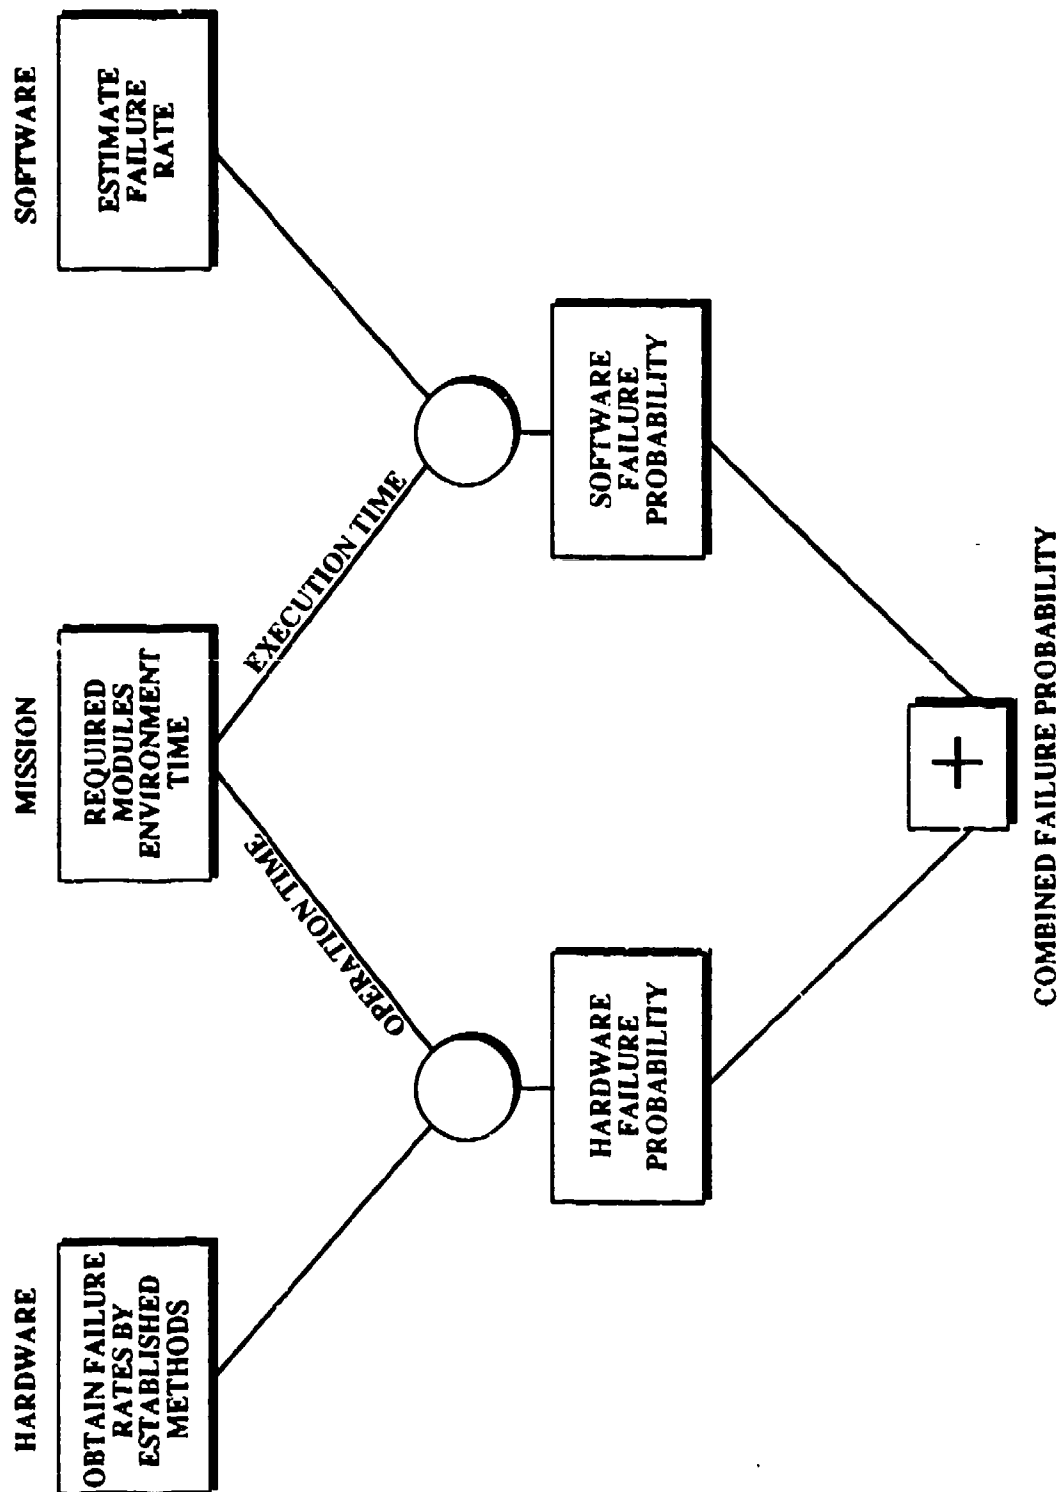 HARDWARE
MISSION
SOFTWARE
OBTAIN FAILURE
RATES BY
ESTABLISHED
METHODS
REQUIRED
MODULES
ENVIRONMENT
TIME
ESTIMATE
FAILURE
RATE
OPERATION TIME
EXECUTION TIME
HARDWARE
FAILURE
PROBABILITY
SOFTWARE
FAILURE
PROBABILITY
+
COMBINED FAILURE PROBABILITY